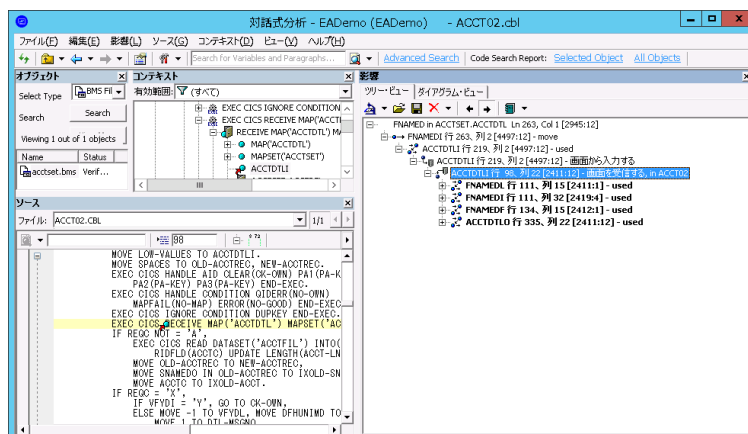 対話式分析 - EADemo (EADemo) - ACCT02.cbl
ファイル(F) 編集(E) 影響(L) ソース(G) コンテキスト(D) ビュー(V) ヘルプ(H)
Search for Variables and Paragraphs...
Advanced Search
Code Search Report:
Selected Object
All Objects
オブジェクト
Select Type
BMS Fil
Search
Search
Viewing 1 out of 1 objects
Name
Status
acctset.bms
Verif...
コンテキスト
有効範囲:
(すべて)
EXEC CICS IGNORE CONDITION
EXEC CICS RECEIVE MAP('ACCTI
RECEIVE MAP('ACCTDTL') M/
MAP('ACCTDTL')
MAPSET('ACCTSET')
ACCTDTLI
影響
ツリー・ビュー
ダイアグラム・ビュー
FNAMED in ACCTSET.ACCTDTL Ln 263, Col 1 [2945:12]
FNAMEDI 行 263、列 2 [4497:12] - move
ACCTDTLI 行 219、列 2 [4497:12] - used
ACCTDTLI 行 219、列 2 [4497:12] - 画面から入力する
ACCTDTLI 行 98、列 22 [2411:12] - 画面を受信する, in ACCT02
FNAMEDL 行 111、列 15 [2411:1] - used
FNAMEDI 行 111、列 32 [2419:4] - used
FNAMEDF 行 134、列 15 [2412:1] - used
ACCTDTLO 行 335、列 22 [2411:12] - used
ソース
ファイル:
ACCT02.CBL
1/1
98
MOVE LOW-VALUES TO ACCTDTLI.
MOVE SPACES TO OLD-ACCTREC, NEW-ACCTREC.
EXEC CICS HANDLE AID CLEAR(CK-OWN) PA1(PA-K
PA2(PA-KEY) PA3(PA-KEY) END-EXEC.
EXEC CICS HANDLE CONDITION QIDERR(NO-OWN)
MAPFAIL(NO-MAP) ERROR(NO-GOOD) END-EXEC
EXEC CICS IGNORE CONDITION DUPKEY END-EXEC.
EXEC CICS RECEIVE MAP('ACCTDTL') MAPSET('AC
IF REQC NOT = 'A',
EXEC CICS READ DATASET('ACCTFIL') INTO(
RIDFLD(ACCTC) UPDATE LENGTH(ACCT-LN
MOVE OLD-ACCTREC TO NEW-ACCTREC,
MOVE SNAMEDO IN OLD-ACCTREC TO IXOLD-SN
MOVE ACCTC TO IXOLD-ACCT.
IF REQC = 'X',
IF VFYDI = 'Y', GO TO CK-OWN,
ELSE MOVE -1 TO VFYDL, MOVE DFHUNIMD TO
MOVE 1 TO DTL-MSGNO